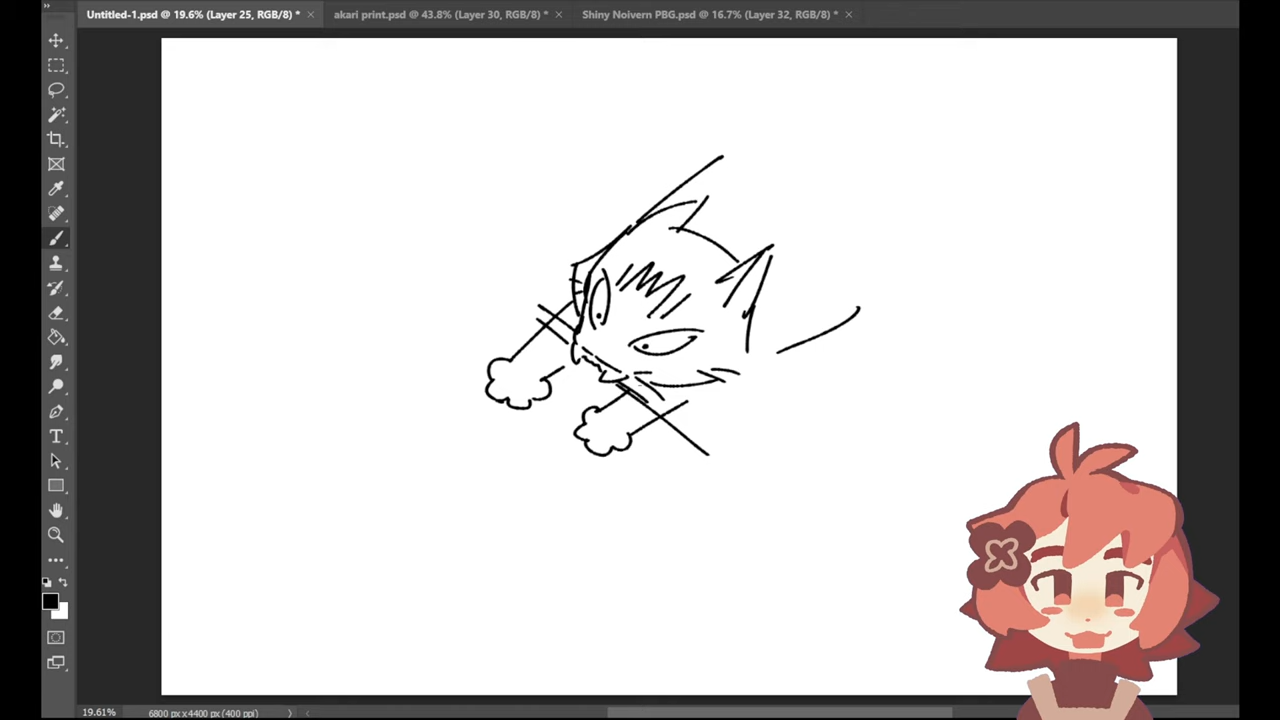 Untitled-1.psd @ 19.6% (Layer 25, RGB/8) * akari print.psd @ 43.8% (Layer 30, RGB/8) * Shiny Noivern PBG.psd @ 16.7% (Layer 32, RGB/8) *
19.61% 6800 px x 4400 px (400 ppi)